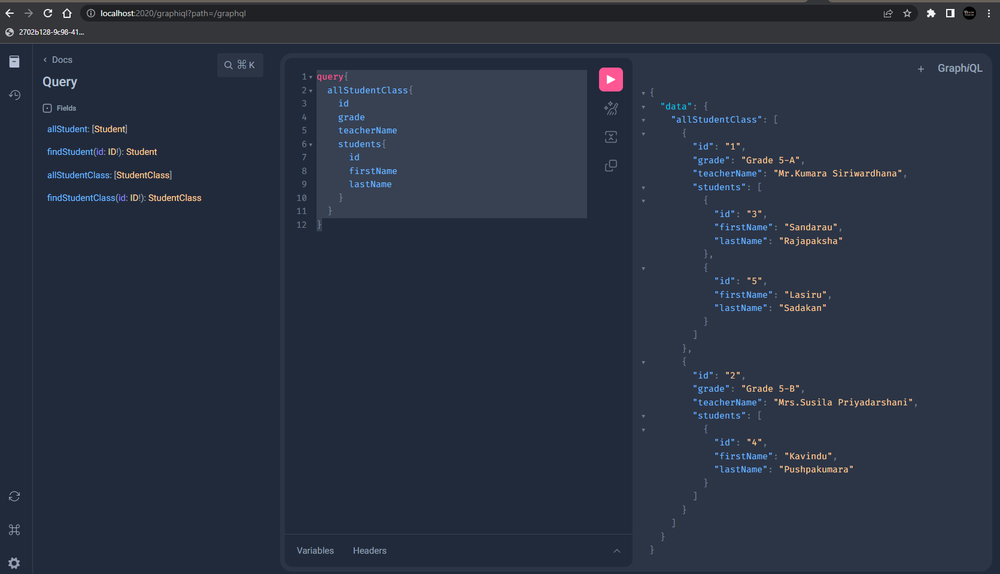 localhost:2020/graphiql?path=/graphql
2702b128-9c98-41...
Docs
⌘ K
Query
Fields
allStudent: [Student]
findStudent(id: ID!): Student
allStudentClass: [StudentClass]
findStudentClass(id: ID!): StudentClass
1 query{
2 allStudentClass{
3 id
4 grade
5 teacherName
6 students{
7 id
8 firstName
9 lastName
10 }
11 }
12 }
Variables Headers
+ GraphiQL
{
"data": {
"allStudentClass": [
{
"id": "1",
"grade": "Grade 5-A",
"teacherName": "Mr.Kumara Siriwardhana",
"students": [
{
"id": "3",
"firstName": "Sandarau",
"lastName": "Rajapaksha"
},
{
"id": "5",
"firstName": "Lasiru",
"lastName": "Sadakan"
}
]
},
{
"id": "2",
"grade": "Grade 5-B",
"teacherName": "Mrs.Susila Priyadarshani",
"students": [
{
"id": "4",
"firstName": "Kavindu",
"lastName": "Pushpakumara"
}
]
}
]
}
}